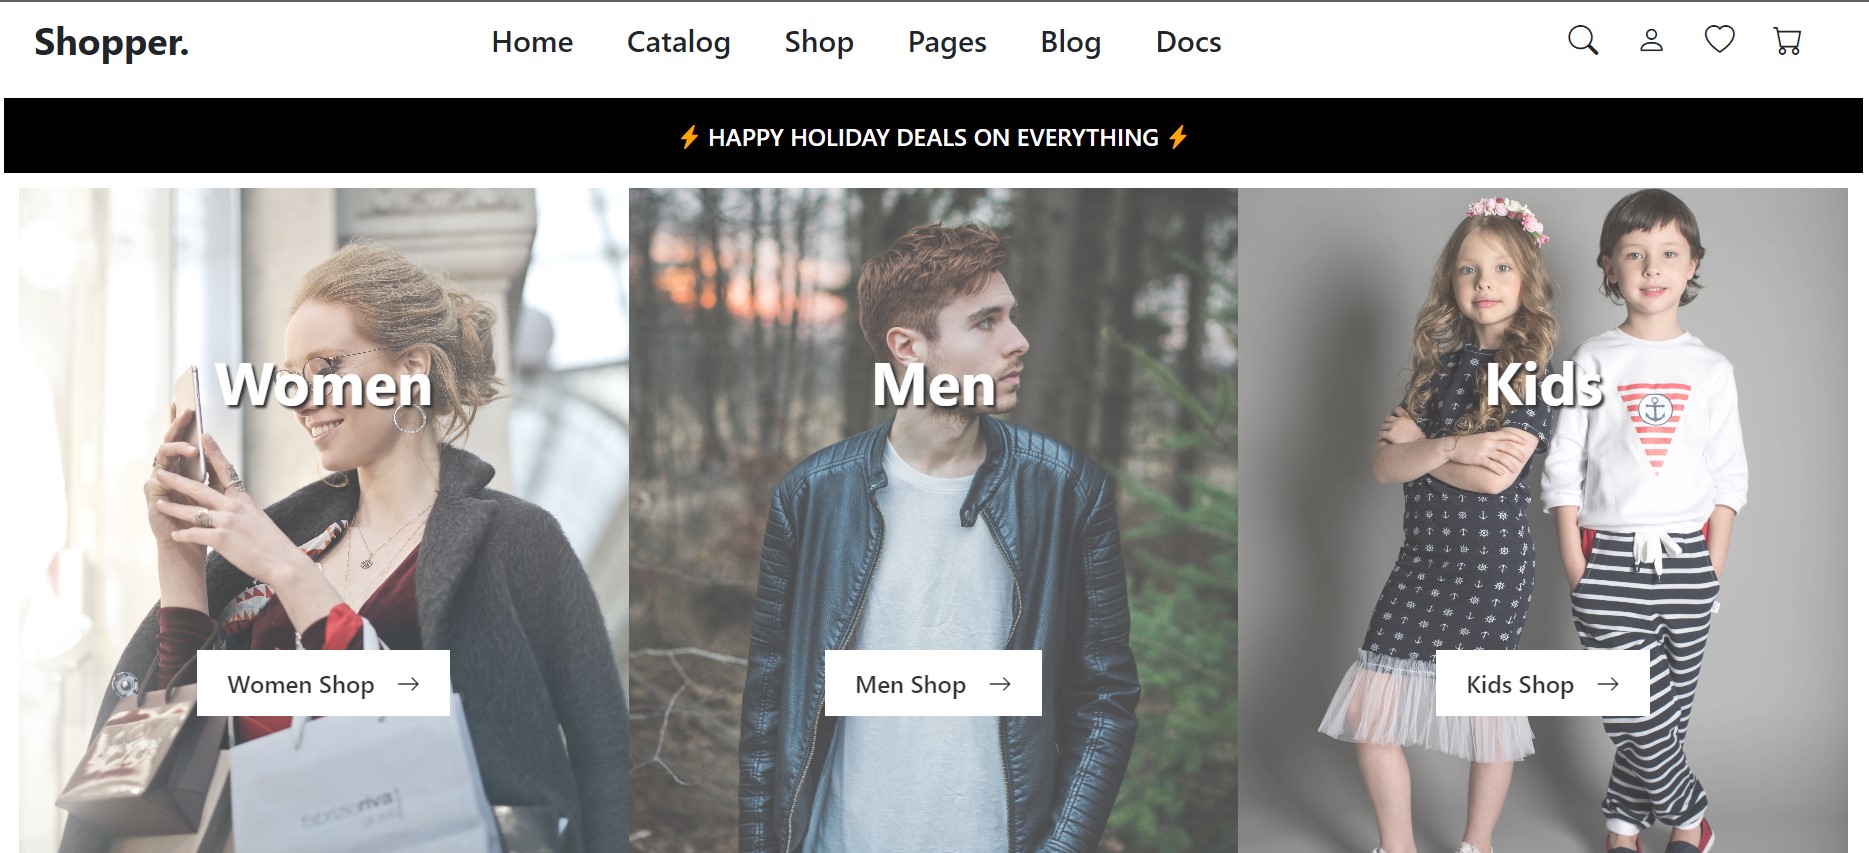 Shopper.
Home Catalog Shop Pages Blog Docs
⚡ HAPPY HOLIDAY DEALS ON EVERYTHING ⚡
Women
Men
Kids
Women Shop →
Men Shop →
Kids Shop →
fabrizioriva